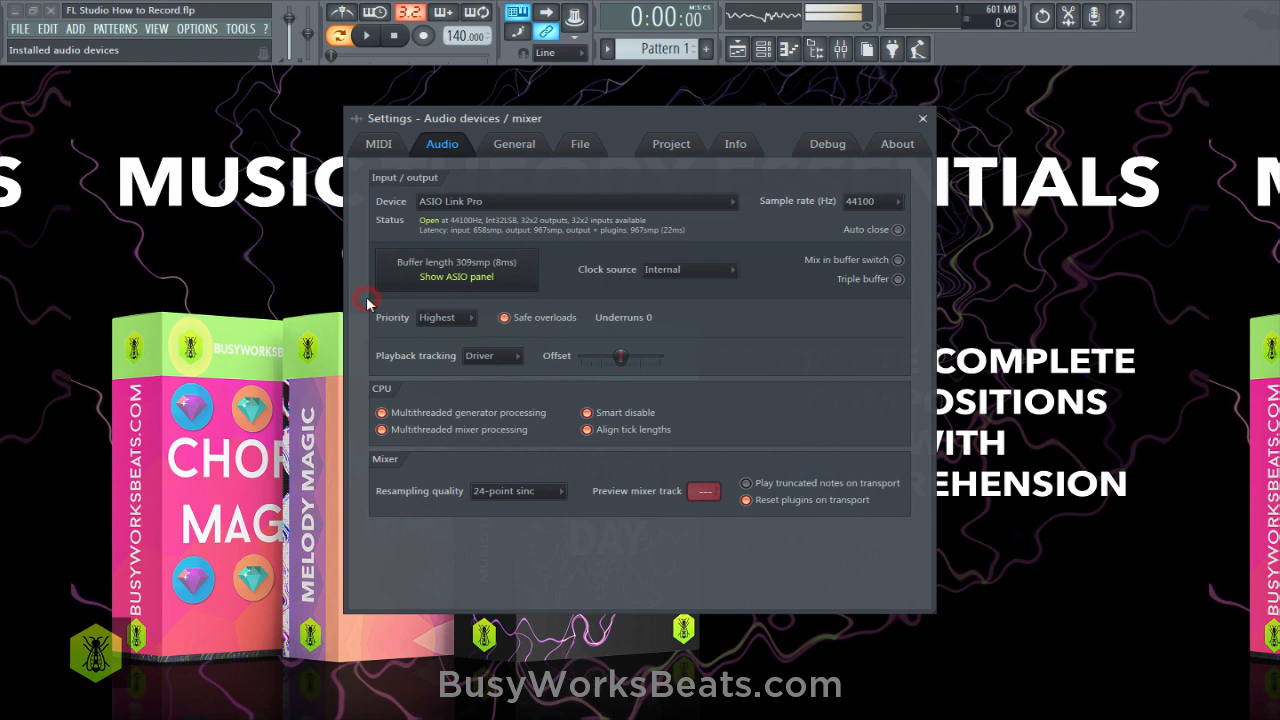 FL Studio How to Record.flp
FILE EDIT ADD PATTERNS VIEW OPTIONS TOOLS ?
Installed audio devices
3.2.
140.000
Line
0:00:00
M:S:CS
Pattern 1
1
601 MB
0
Settings - Audio devices / mixer
MIDI Audio General File Project Info Debug About
Input / output
Device ASIO Link Pro Sample rate (Hz) 44100
Status Open at 44100Hz, Int32LSB, 32x2 outputs, 32x2 inputs available
Latency: input: 658smp, output: 967smp, output + plugins: 967smp (22ms)
Auto close
Buffer length 309smp (8ms)
Show ASIO panel
Clock source Internal
Mix in buffer switch
Triple buffer
Priority Highest Safe overloads Underruns 0
Playback tracking Driver Offset
CPU
Multithreaded generator processing Smart disable
Multithreaded mixer processing Align tick lengths
Mixer
Resampling quality 24-point sinc Preview mixer track ---
Play truncated notes on transport
Reset plugins on transport
S MUSIC ENTIALS M
COMPLETE
OSITIONS
WITH
EHENSION
BUSYWORKSB
BUSYWORKSBEATS.COM
CHOR
MAG
MELODY MAGIC
DAY
BUSYWORKSBEATS.COM
BusyWorksBeats.com